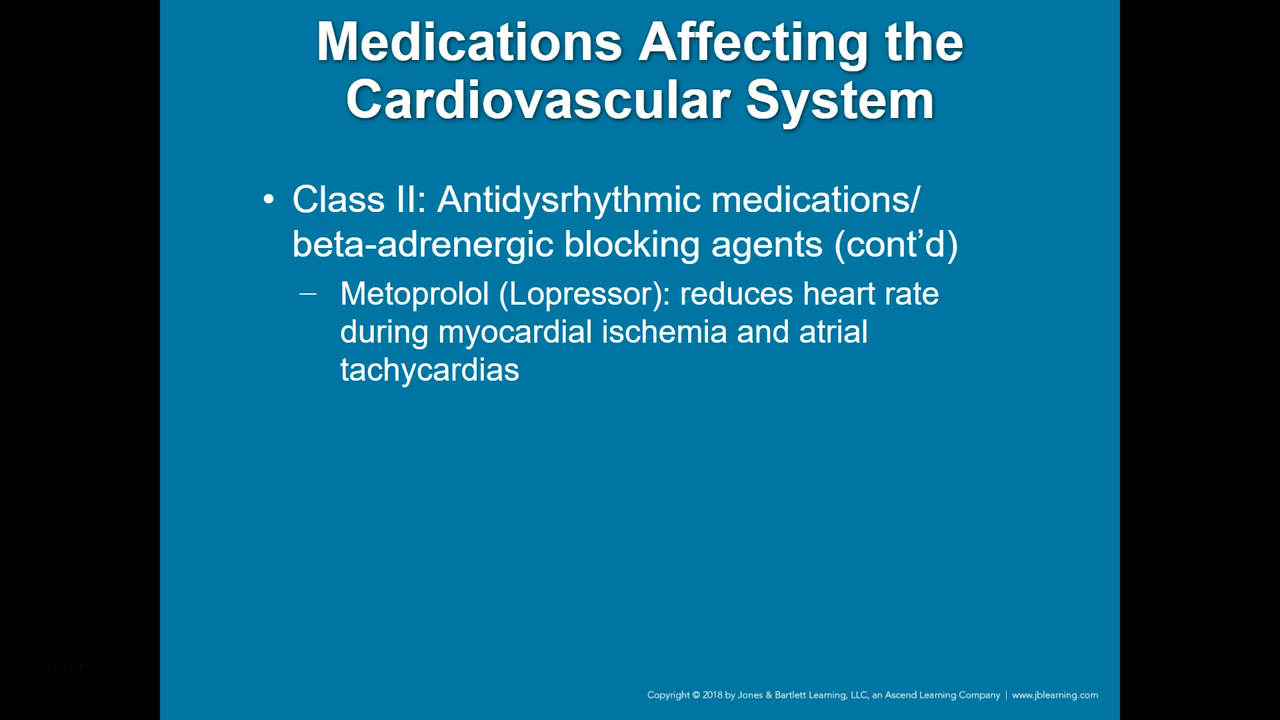 Medications Affecting the
Cardiovascular System
• Class II: Antidysrhythmic medications/
beta-adrenergic blocking agents (cont’d)
– Metoprolol (Lopressor): reduces heart rate
during myocardial ischemia and atrial
tachycardias
Copyright © 2018 by Jones & Bartlett Learning, LLC, an Ascend Learning Company | www.jblearning.com